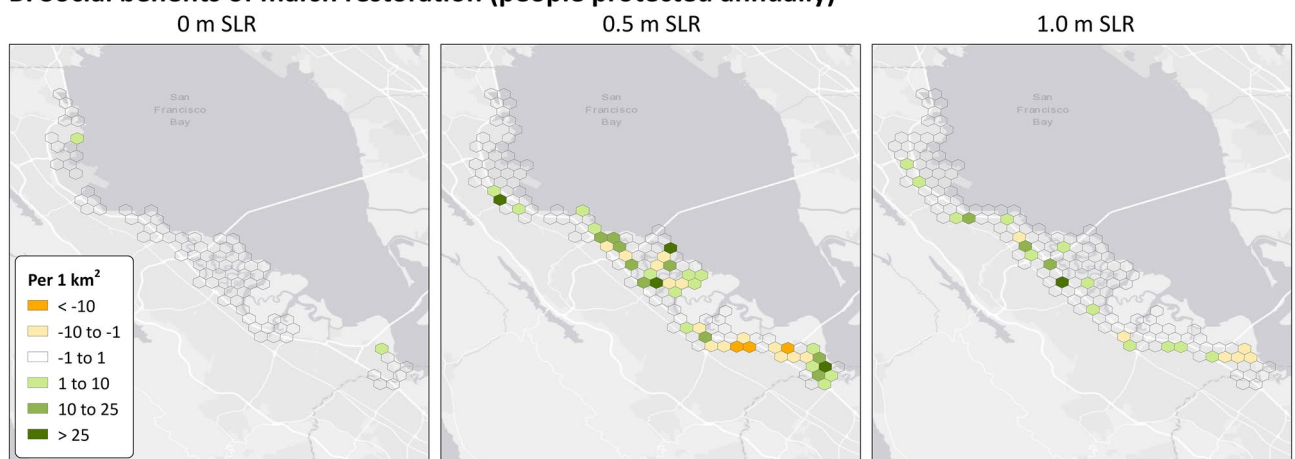 B. Social benefits of marsh restoration (people protected annually)
0 m SLR
0.5 m SLR
1.0 m SLR
San
Francisco
Bay
San
Francisco
Bay
San
Francisco
Bay
Per 1 km²
< -10
-10 to -1
-1 to 1
1 to 10
10 to 25
> 25